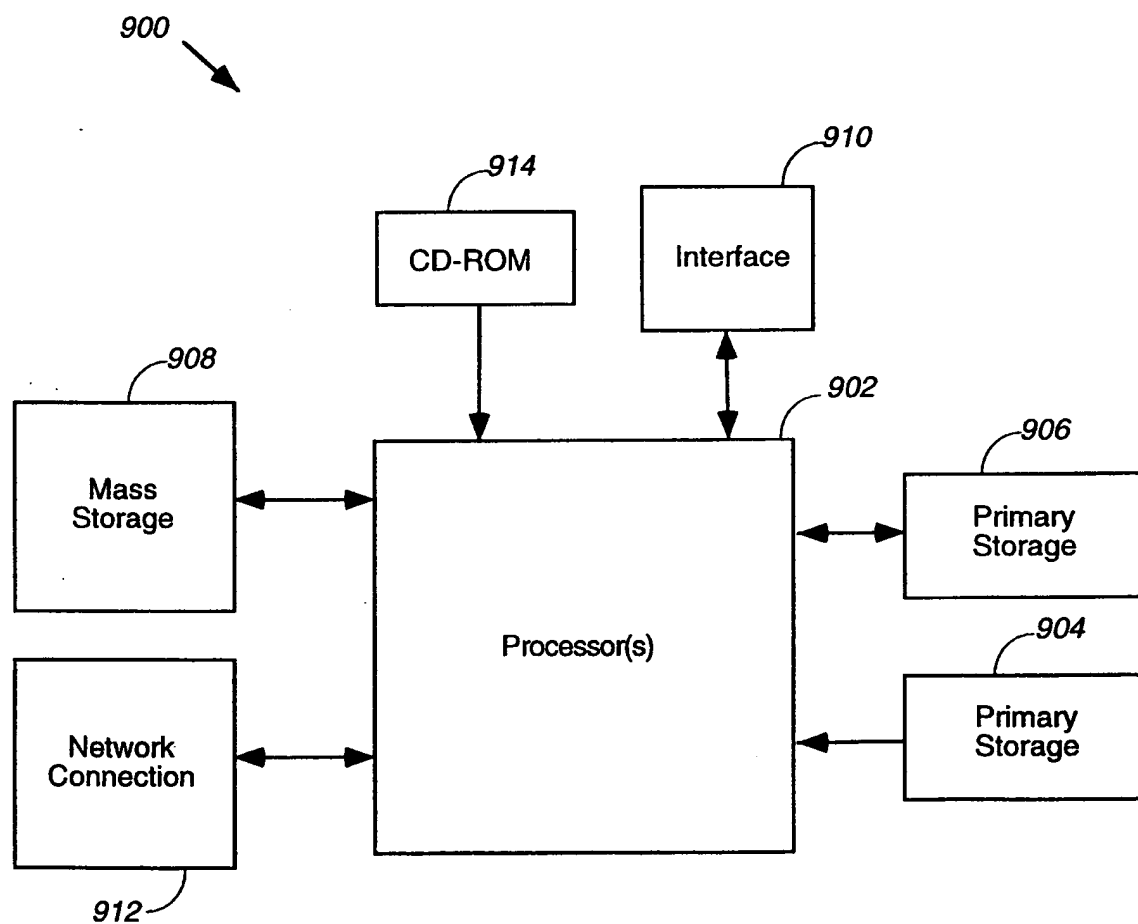 900
910
914
CD-ROM
Interface
908
902
906
Mass
Storage
Primary
Storage
Processor(s)
904
Network
Connection
Primary
Storage
912